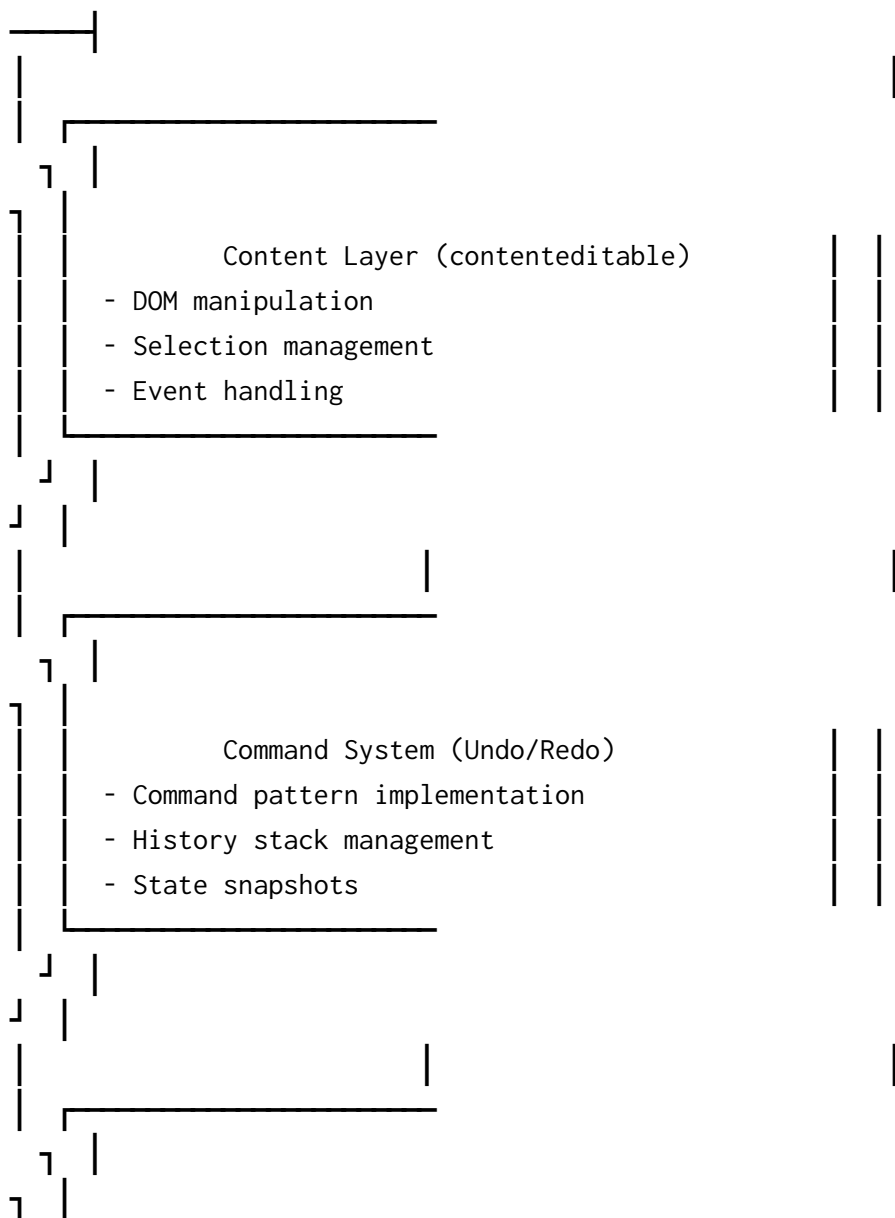 Content Layer (contenteditable)
- DOM manipulation
- Selection management
- Event handling
Command System (Undo/Redo)
- Command pattern implementation
- History stack management
- State snapshots